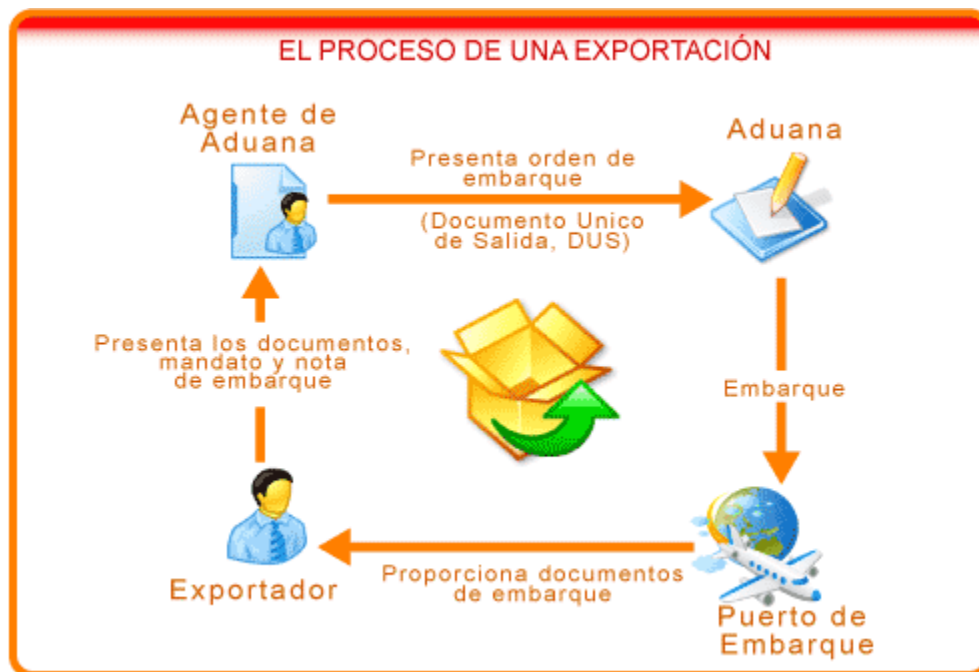 EL PROCESO DE UNA EXPORTACIÓN
Agente de
Aduana
Presenta orden de
embarque
(Documento Unico
de Salida, DUS)
Aduana
Presenta los documentos,
mandato y nota
de embarque
Embarque
Exportador
Proporciona documentos
de embarque
Puerto de
Embarque